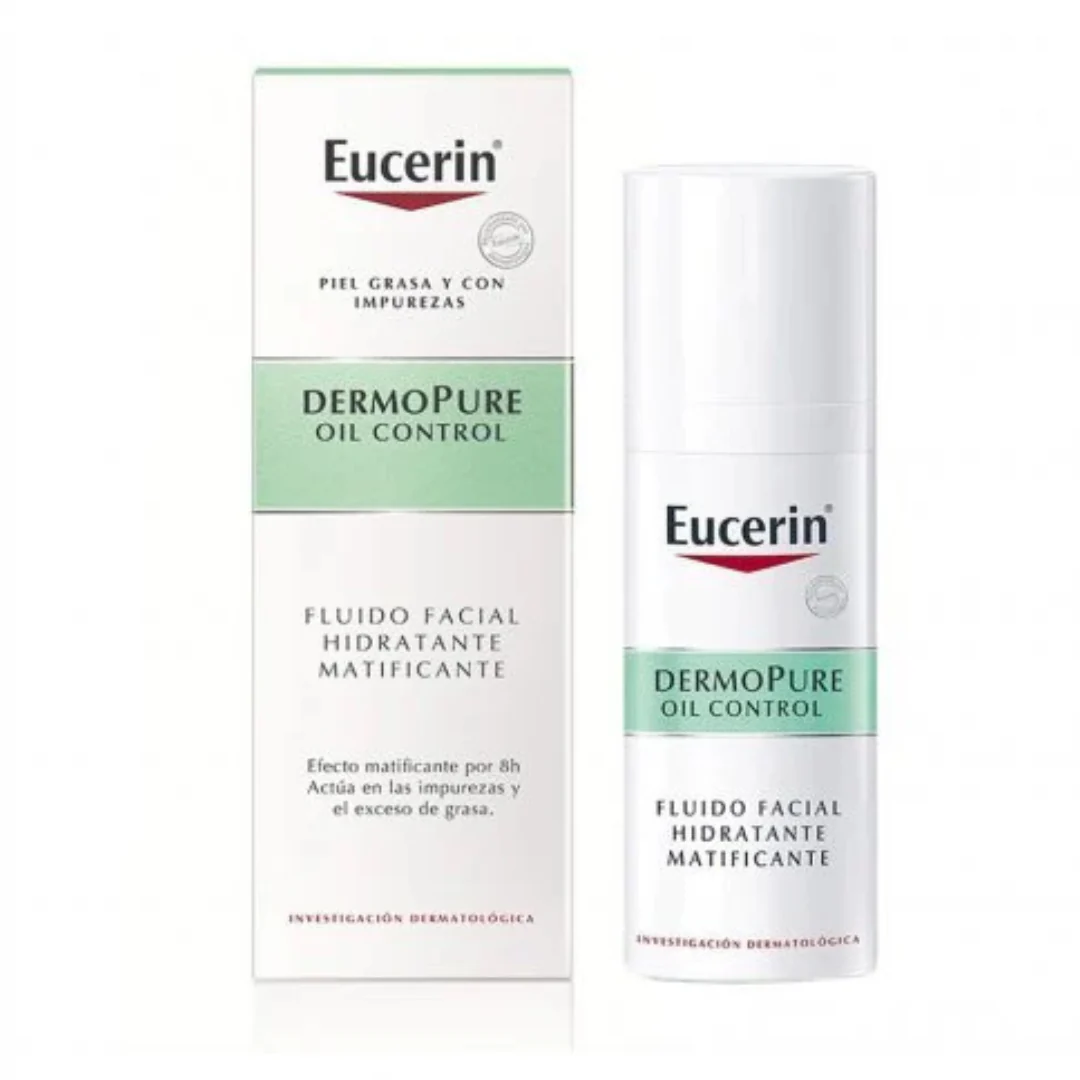 Eucerin®
PIEL GRASA Y CON
IMPUREZAS
DERMOPURE
OIL CONTROL
FLUIDO FACIAL
HIDRATANTE
MATIFICANTE
Efecto matificante por 8h
Actúa en las impurezas y
el exceso de grasa.
INVESTIGACIÓN DERMATOLÓGICA
Eucerin®
DERMOPURE
OIL CONTROL
FLUIDO FACIAL
HIDRATANTE
MATIFICANTE
INVESTIGACIÓN DERMATOLÓGICA